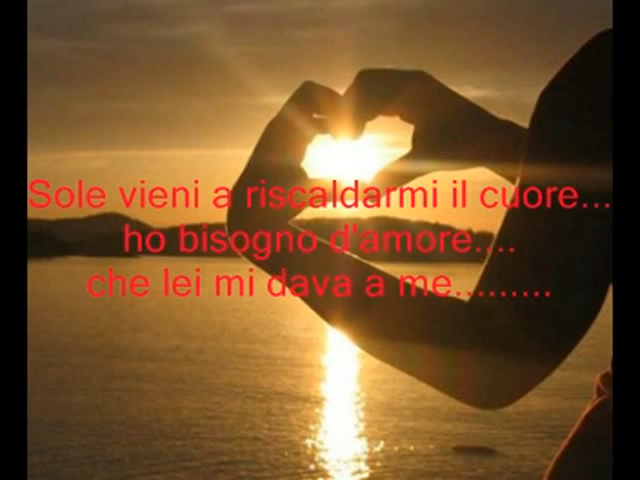 Sole vieni a riscaldarmi il cuore...
ho bisogno d'amore....
che lei mi dava a me.........